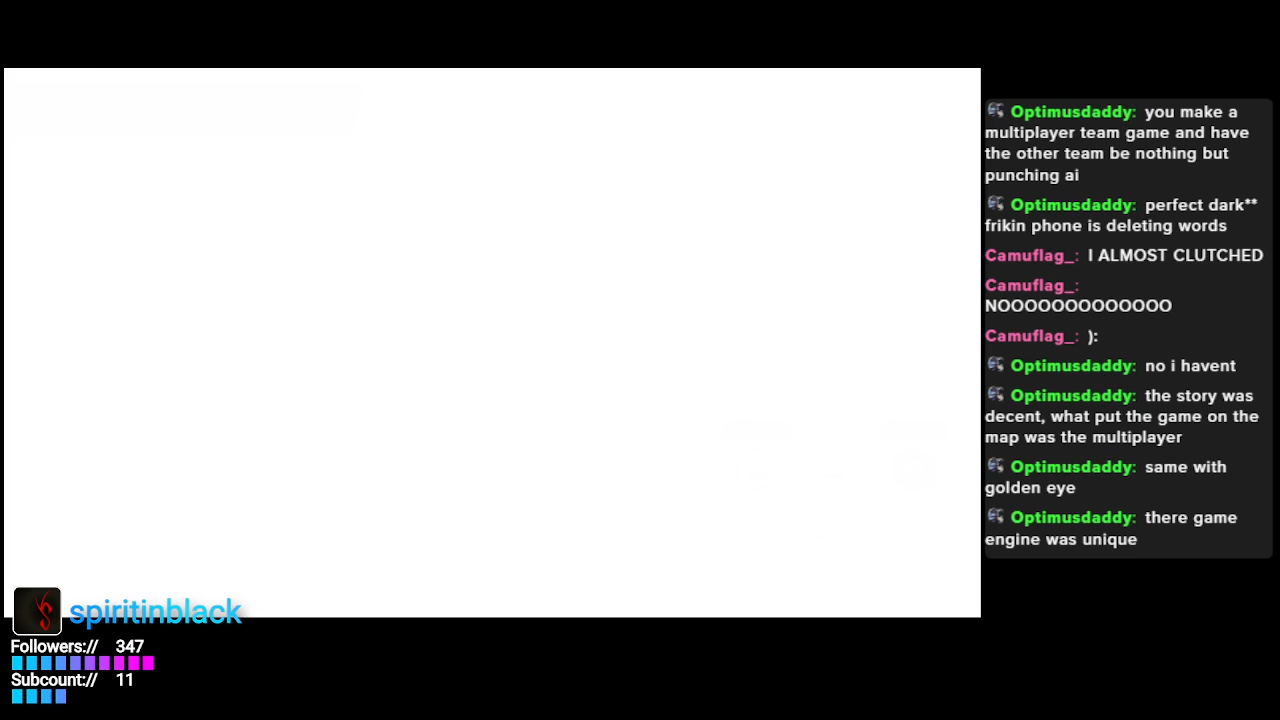 Optimusdaddy: you make a
multiplayer team game and have
the other team be nothing but
punching ai
Optimusdaddy: perfect dark**
frikin phone is deleting words
Camuflag_: I ALMOST CLUTCHED
Camuflag_:
NOOOOOOOOOOOOO
Camuflag_: ):
Optimusdaddy: no i havent
Optimusdaddy: the story was
decent, what put the game on the
map was the multiplayer
Optimusdaddy: same with
golden eye
Optimusdaddy: there game
engine was unique
spiritinblack
Followers:// 347
Subcount:// 11